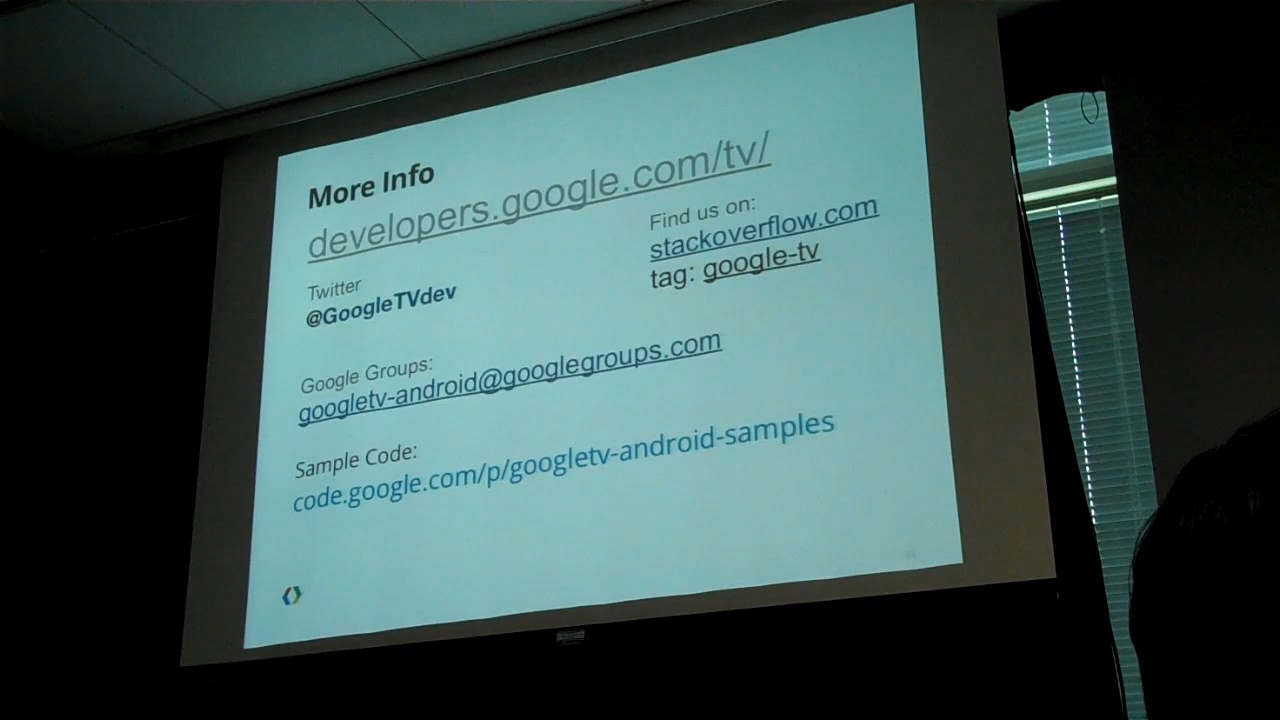 More Info
developers.google.com/tv/
Find us on:
stackoverflow.com
tag: google-tv
Twitter
@GoogleTVdev
Google Groups:
googletv-android@googlegroups.com
Sample Code:
code.google.com/p/googletv-android-samples